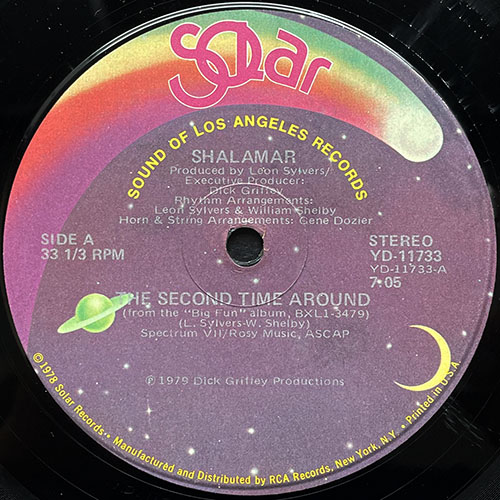 Solar
SOUND OF LOS ANGELES RECORDS
SHALAMAR
Produced by Leon Sylvers/
Executive Producer:
Dick Griffey
Rhythm Arrangements:
Leon Sylvers & William Shelby
Horn & String Arrangements: Gene Dozier
SIDE A
33 1/3 RPM
STEREO
YD-11733
YD-11733-A
7:05
THE SECOND TIME AROUND
(from the "Big Fun" album, BXL1-3479)
(L. Sylvers-W. Shelby)
Spectrum VII/Rosy Music, ASCAP
℗ 1979 Dick Griffey Productions
© 1978 Solar Records • Manufactured and Distributed by RCA Records, New York, N.Y. • Printed in U.S.A.